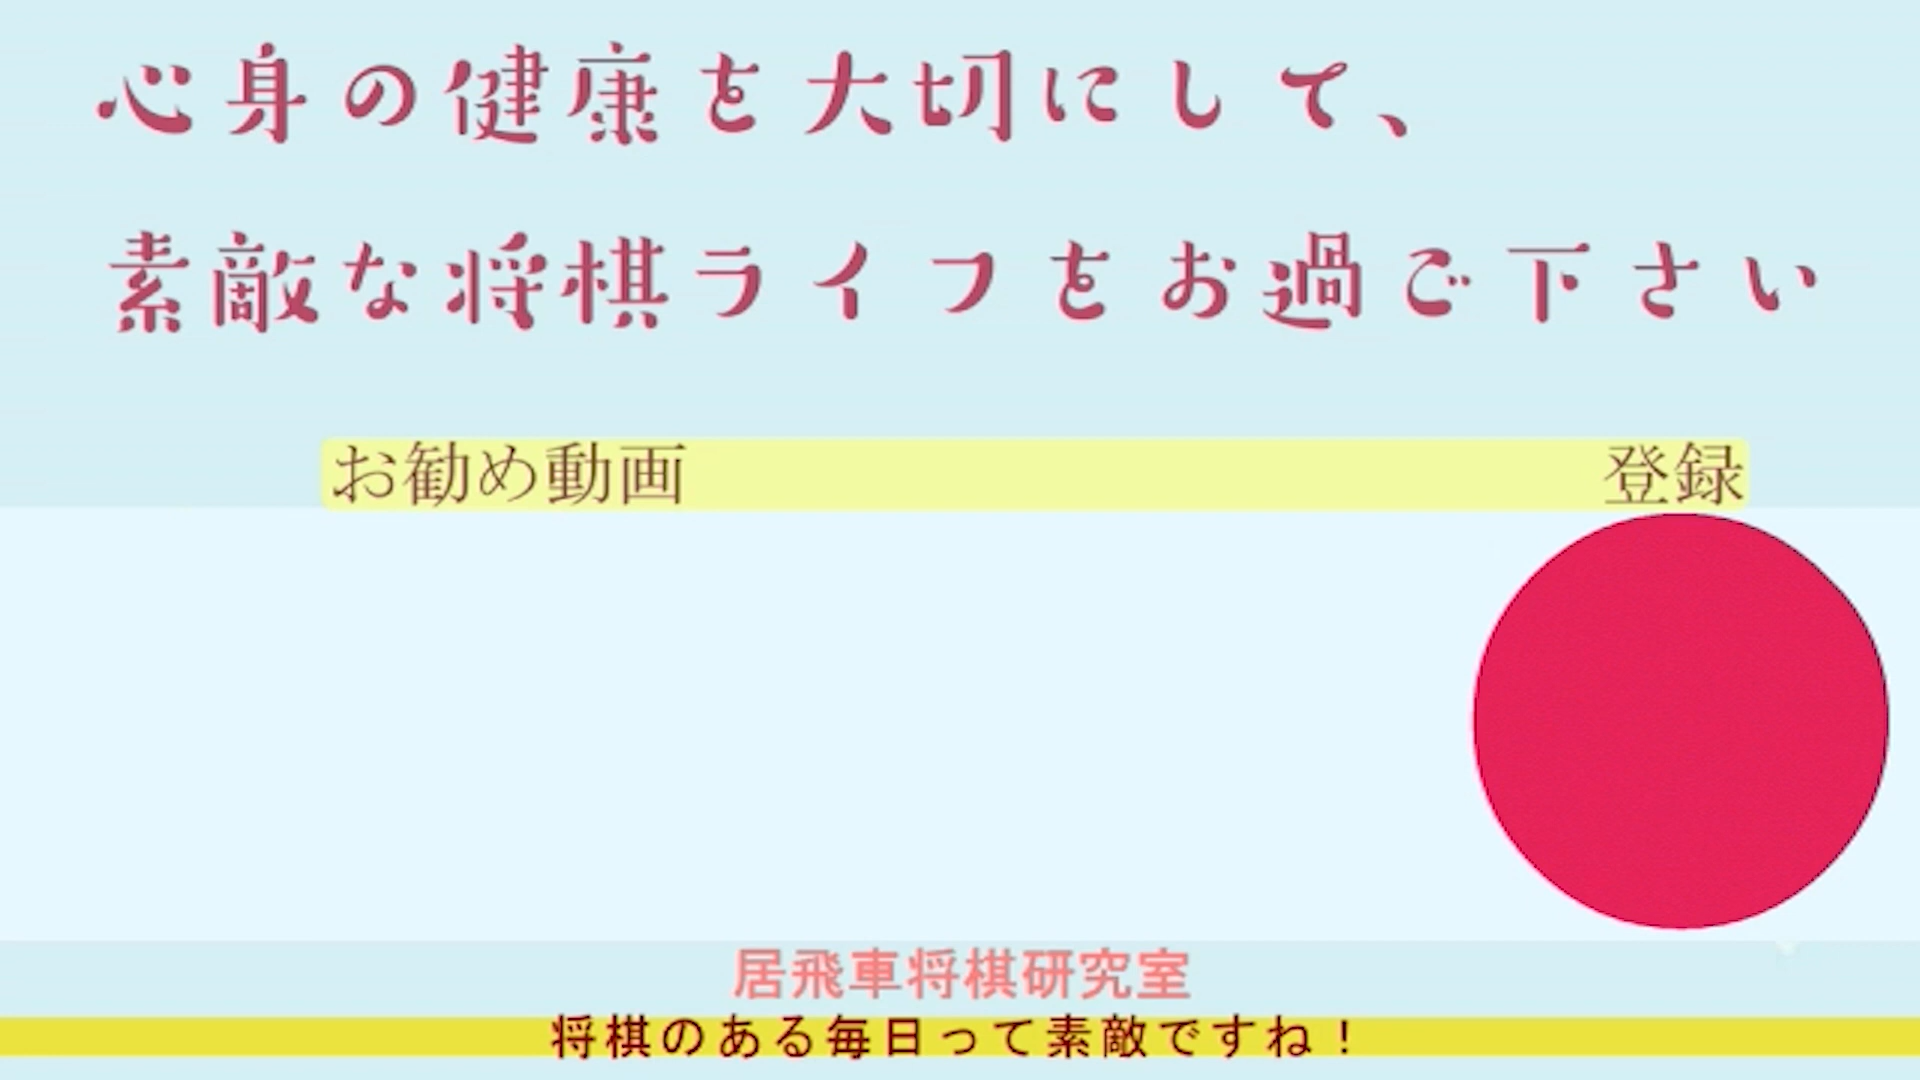 心身の健康を大切にして、
素敵な将棋ライフをお過ご下さい
お勧め動画 登録
居飛車将棋研究室
将棋のある毎日って素敵ですね！